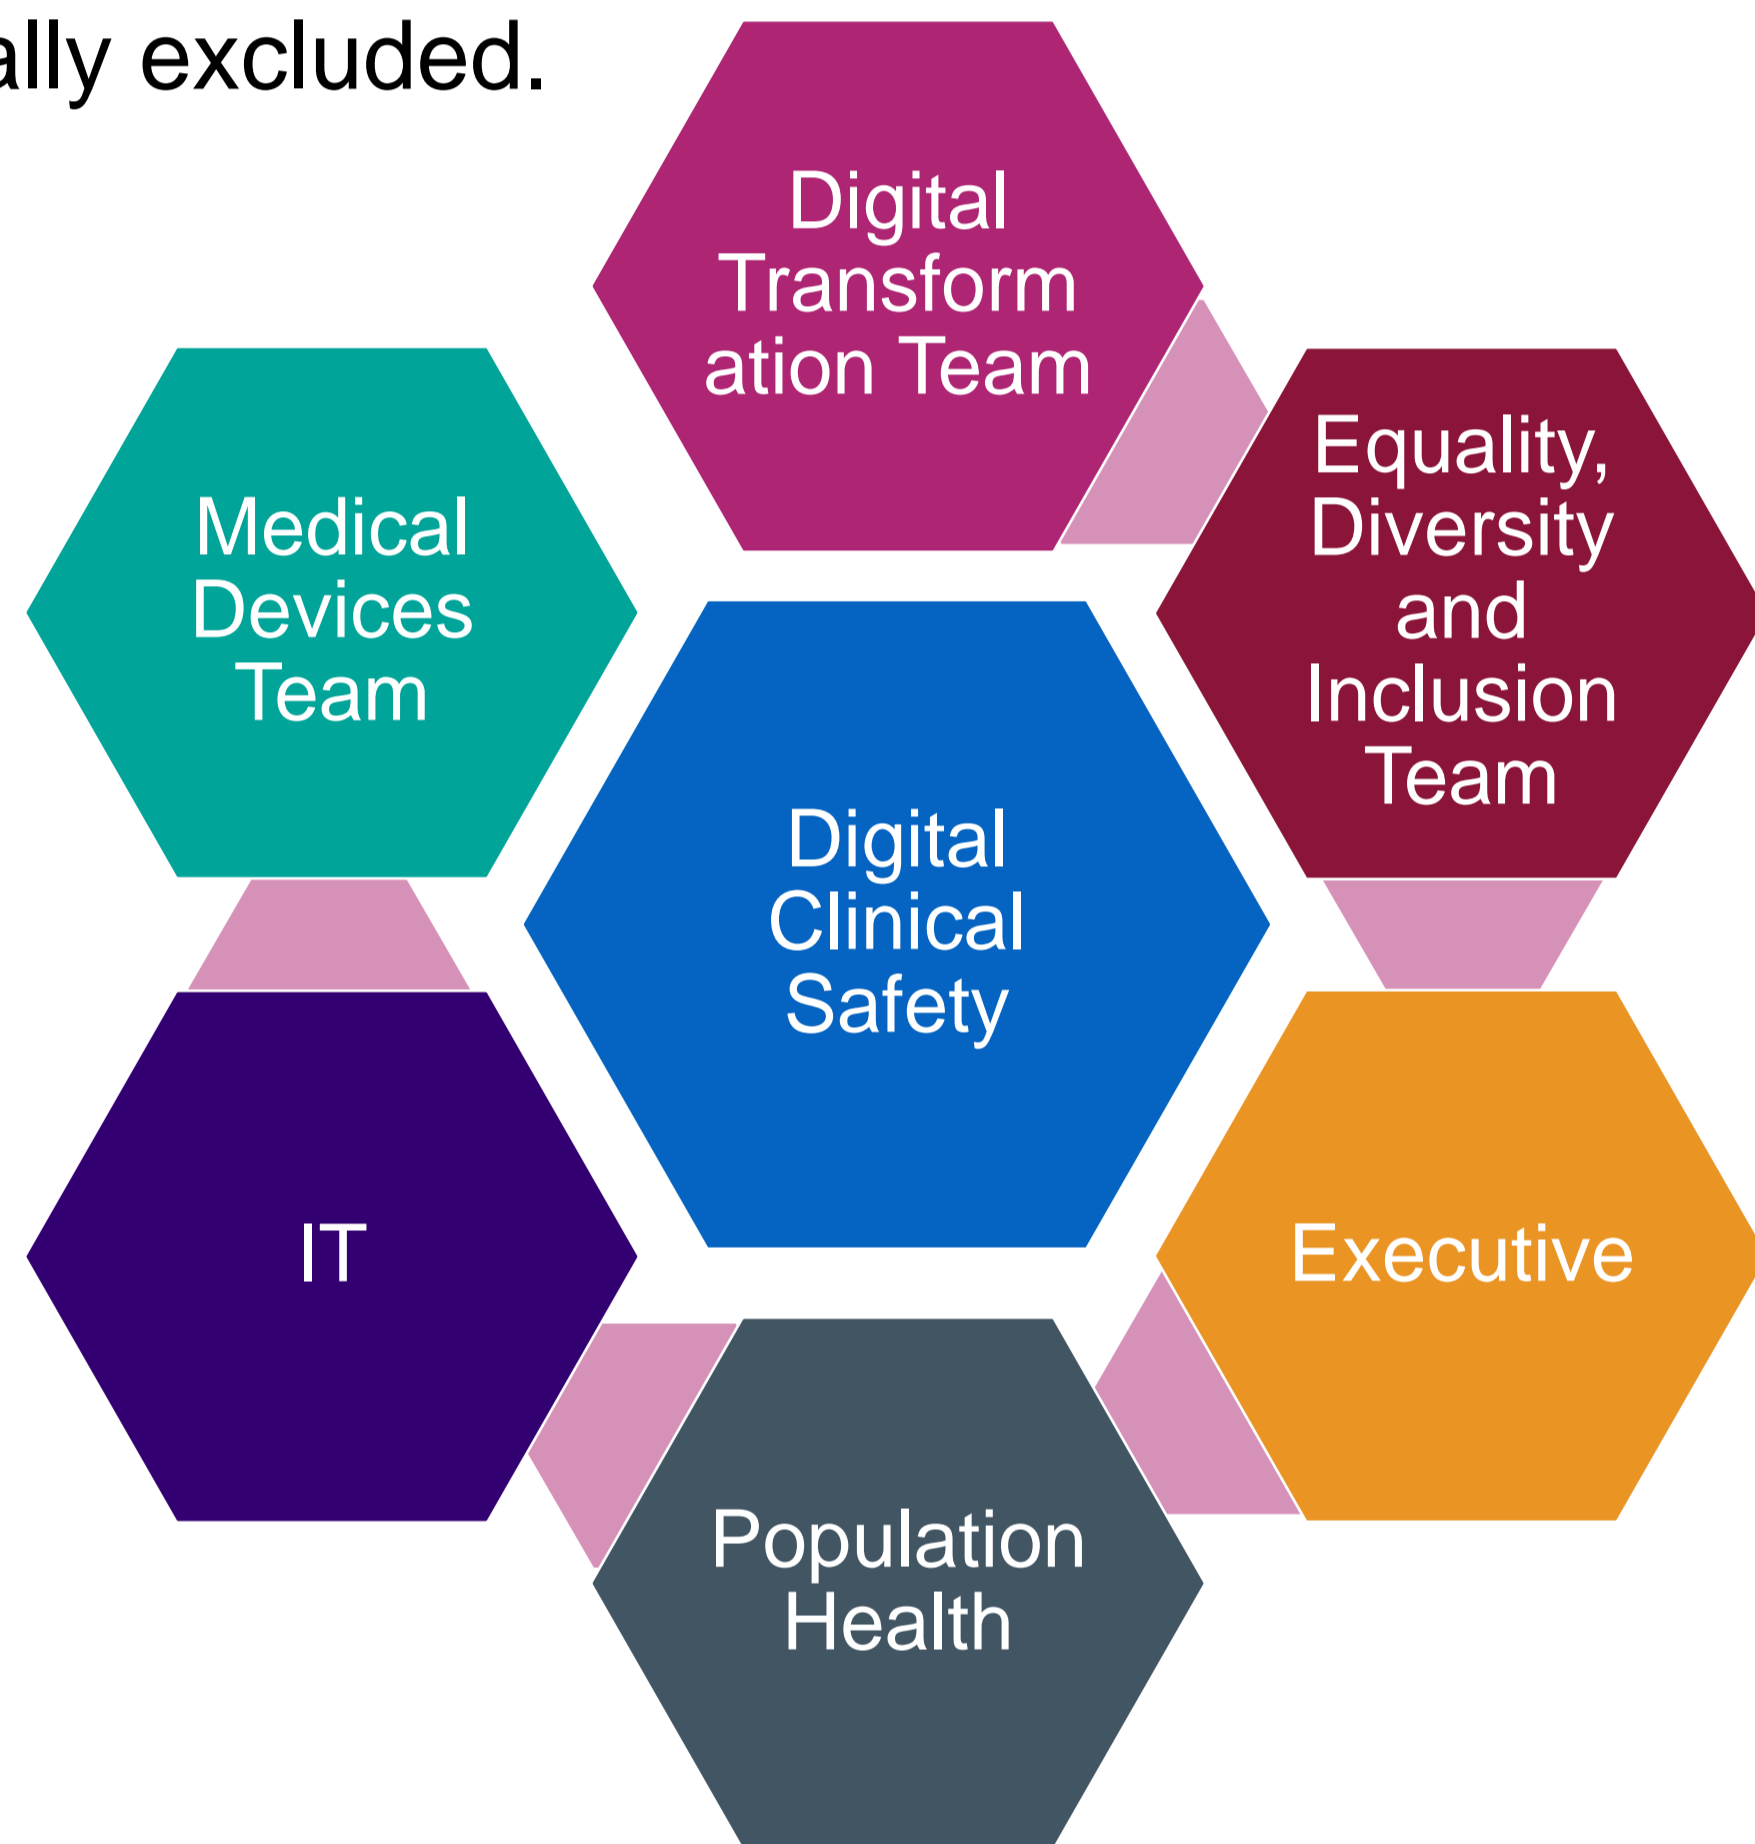 ally excluded.
Digital
Transform
ation Team
Equality,
Diversity
and
Inclusion
Team
Medical
Devices
Team
Digital
Clinical
Safety
IT
Executive
Population
Health